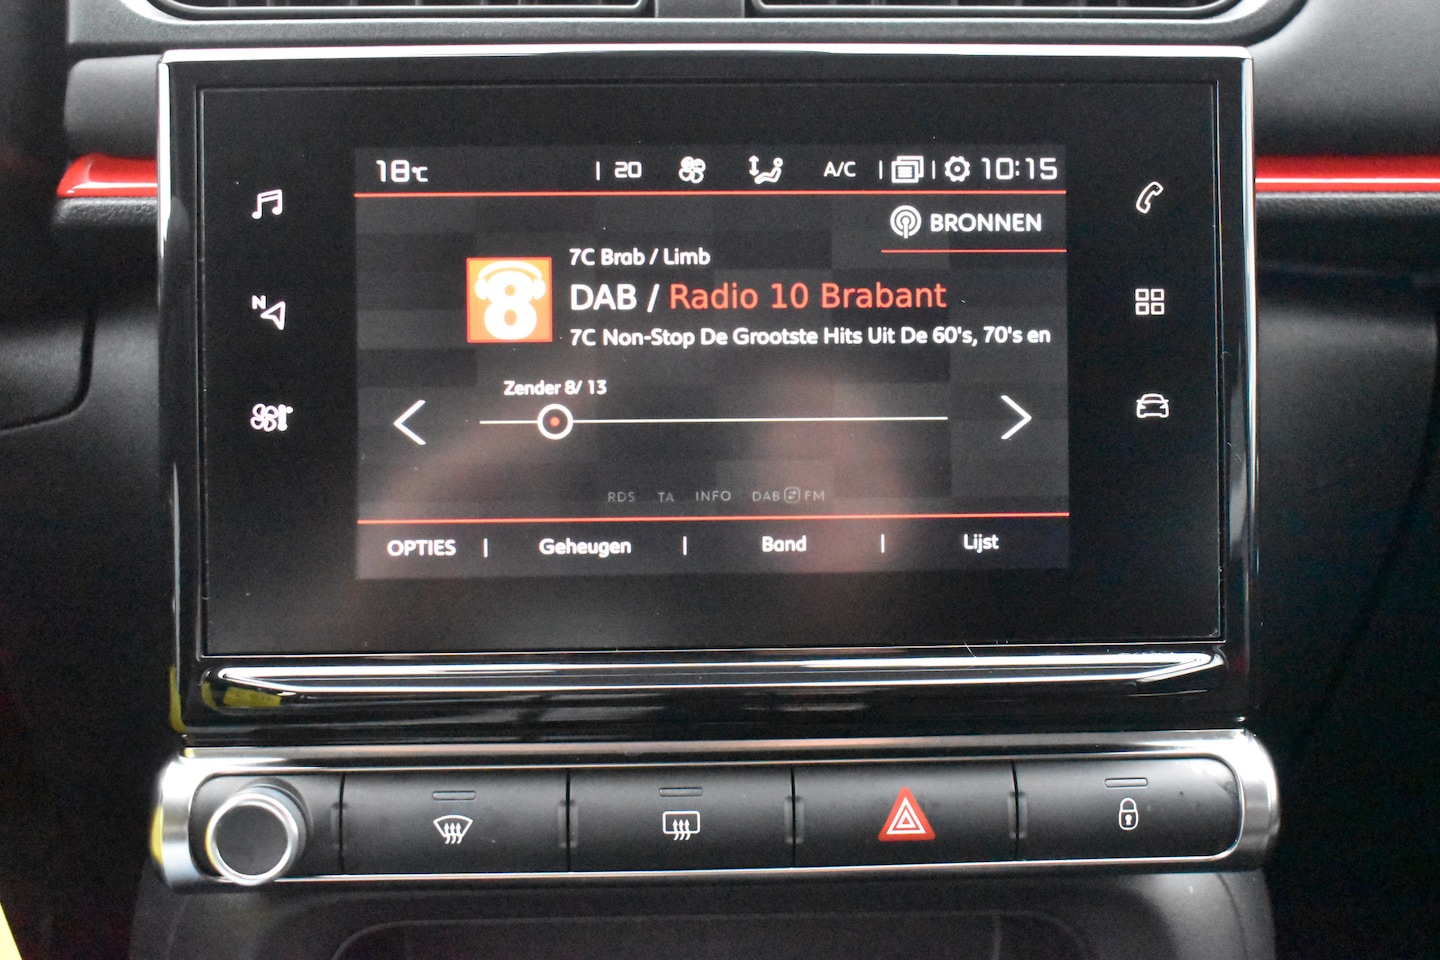 18°C | 20 A/C | | 10:15
BRONNEN
7C Brab / Limb
8
DAB / Radio 10 Brabant
7C Non-Stop De Grootste Hits Uit De 60's, 70's en
N
Zender 8/ 13
RDS TA INFO DAB FM
OPTIES | Geheugen | Band | Lijst